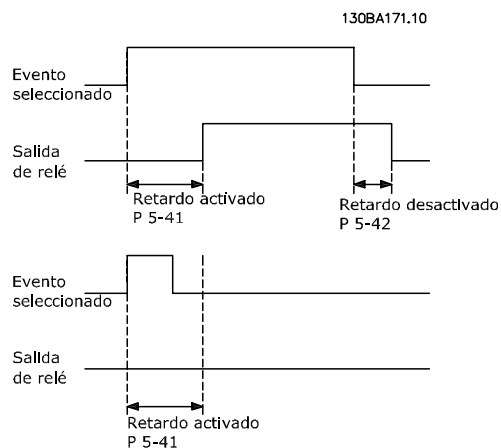 130BA171.10
Evento
seleccionado
Salida
de relé
Retardo activado
P 5-41
Retardo desactivado
P 5-42
Evento
seleccionado
Salida
de relé
Retardo activado
P 5-41